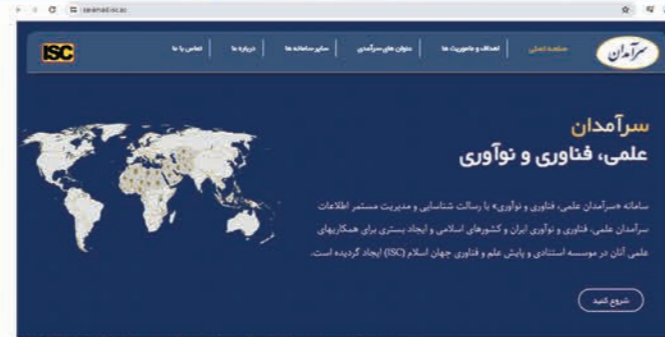 saramad.isc.ac
سرآمدان
صفحه اصلی
اهداف و ماموریت ها
عنوان های سرآمدی
سایر سامانه ها
درباره ما
تماس با ما
ISC
سرآمدان
علمی، فناوری و نوآوری
سامانه «سرآمدان علمی، فناوری و نوآوری» با رسالت شناسایی و مدیریت مستمر اطلاعات
سرآمدان علمی، فناوری و نوآوری ایران و کشورهای اسلامی و ایجاد بستری برای همکاریهای
علمی آنان در موسسه استنادی و پایش علم و فناوری جهان اسلام (ISC) ایجاد گردیده است.
شروع کنید